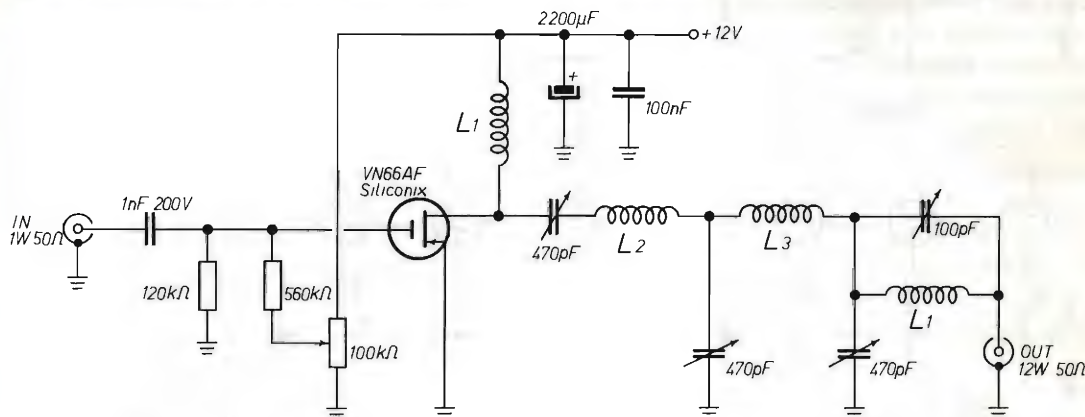 2200µF
+12V
L1
+
100nF
VN66AF
Siliconix
1nF 200V
IN
1W 50Ω
470pF
L2
L3
100pF
120kΩ
560kΩ
100kΩ
470pF
470pF
L1
OUT
12W 50Ω